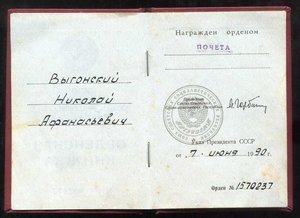 Выгонский
Николай
Афанасьевич
Награжден орденом
ПОЧЕТА
Указ Президента СССР
от 7 июня 1990 г.
Орден № 1570237